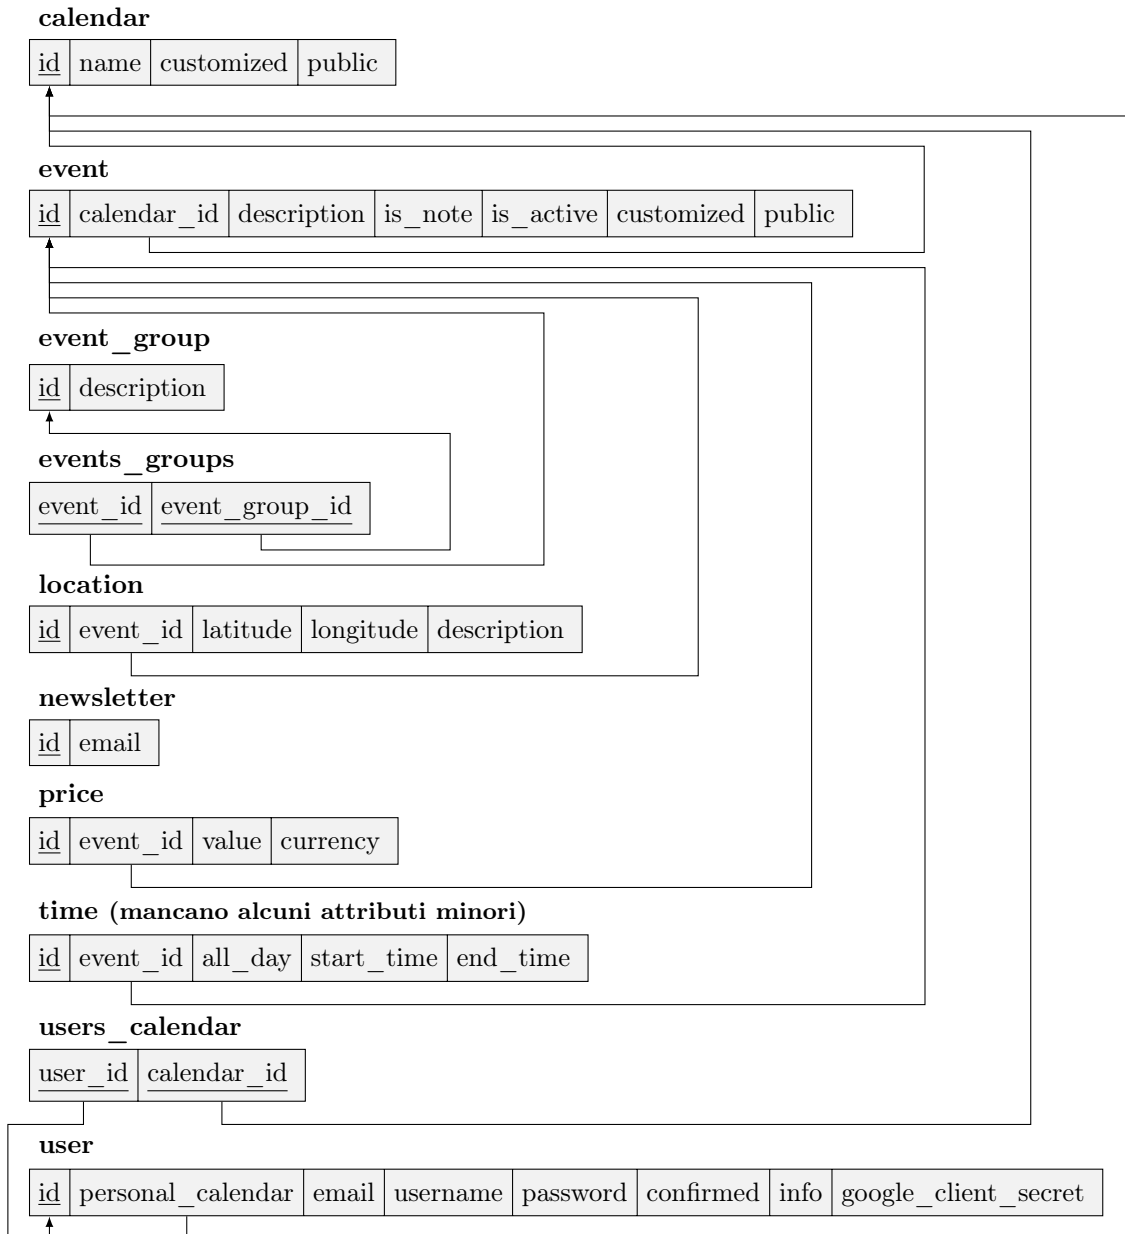 calendar
id name customized public
event
id calendar_id description is_note is_active customized public
event_group
id description
events_groups
event_id event_group_id
location
id event_id latitude longitude description
newsletter
id email
price
id event_id value currency
time (mancano alcuni attributi minori)
id event_id all_day start_time end_time
users_calendar
user_id calendar_id
user
id personal_calendar email username password confirmed info google_client_secret